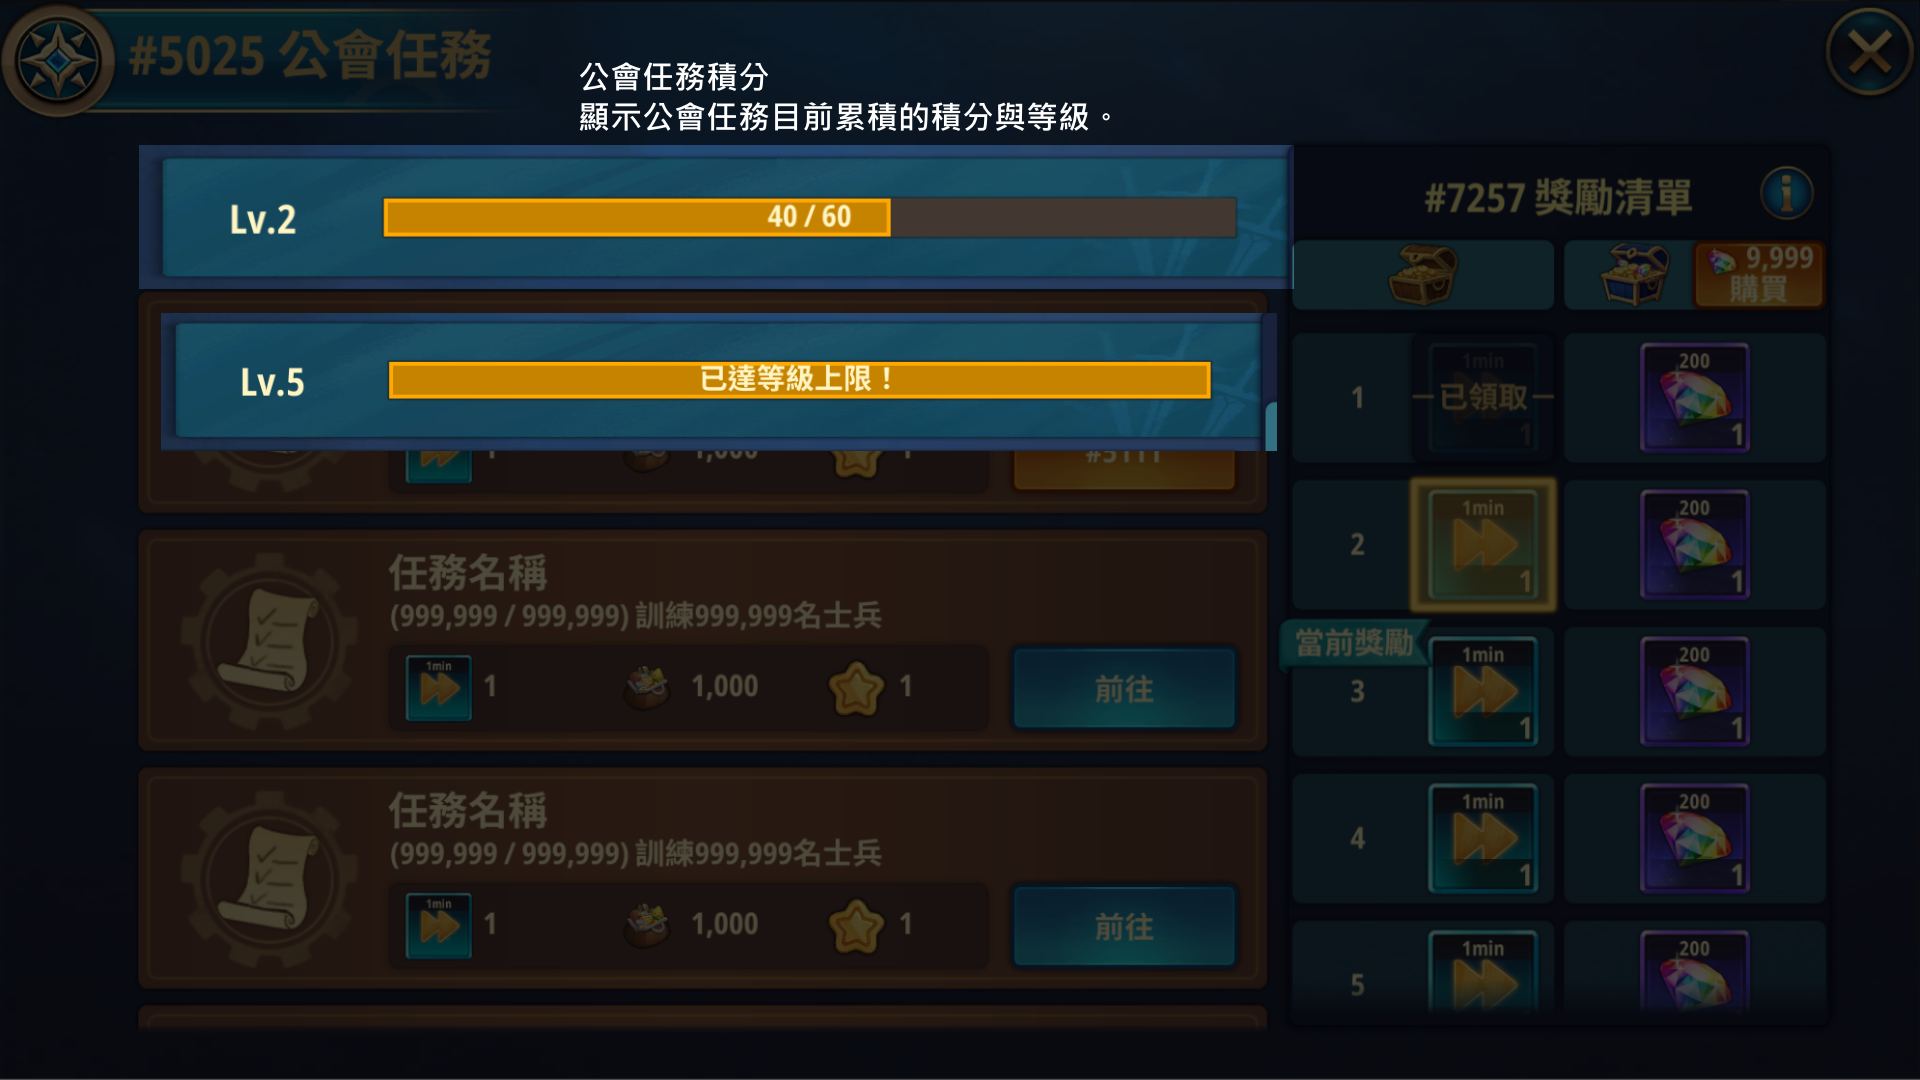 #5025 公會任務
公會任務積分
顯示公會任務目前累積的積分與等級。
Lv.2
40 / 60
Lv.5
已達等級上限！
1
1,000
1
#5111
任務名稱
(999,999 / 999,999) 訓練999,999名士兵
1min
1
1,000
1
前往
任務名稱
(999,999 / 999,999) 訓練999,999名士兵
1min
1
1,000
1
前往
#7257 獎勵清單
9,999
購買
1
1min
已領取
1
200
1
2
1min
1
200
1
當前獎勵
3
1min
1
200
1
4
1min
1
200
1
5
1min
200